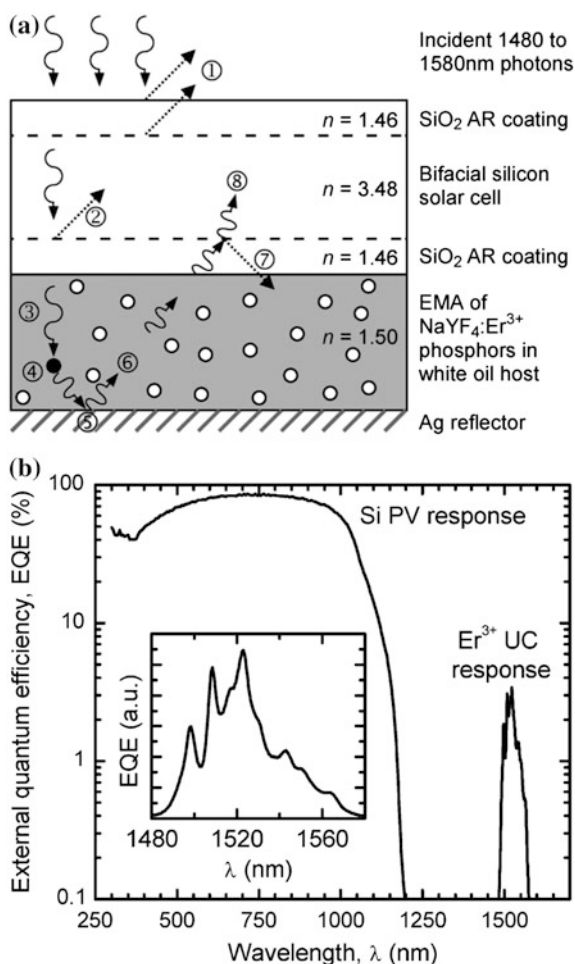 (a)
Incident 1480 to
1580nm photons
①
n = 1.46
SiO2 AR coating
②
n = 3.48
⑧
Bifacial silicon
solar cell
⑦
n = 1.46
SiO2 AR coating
③
④
⑤
⑥
n = 1.50
EMA of
NaYF4:Er3+
phosphors in
white oil host
Ag reflector
(b)
External quantum efficiency, EQE (%)
100
10
1
0.1
Si PV response
Er3+ UC
response
EQE (a.u.)
1480 1520 1560
λ (nm)
250 500 750 1000 1250 1500
Wavelength, λ (nm)